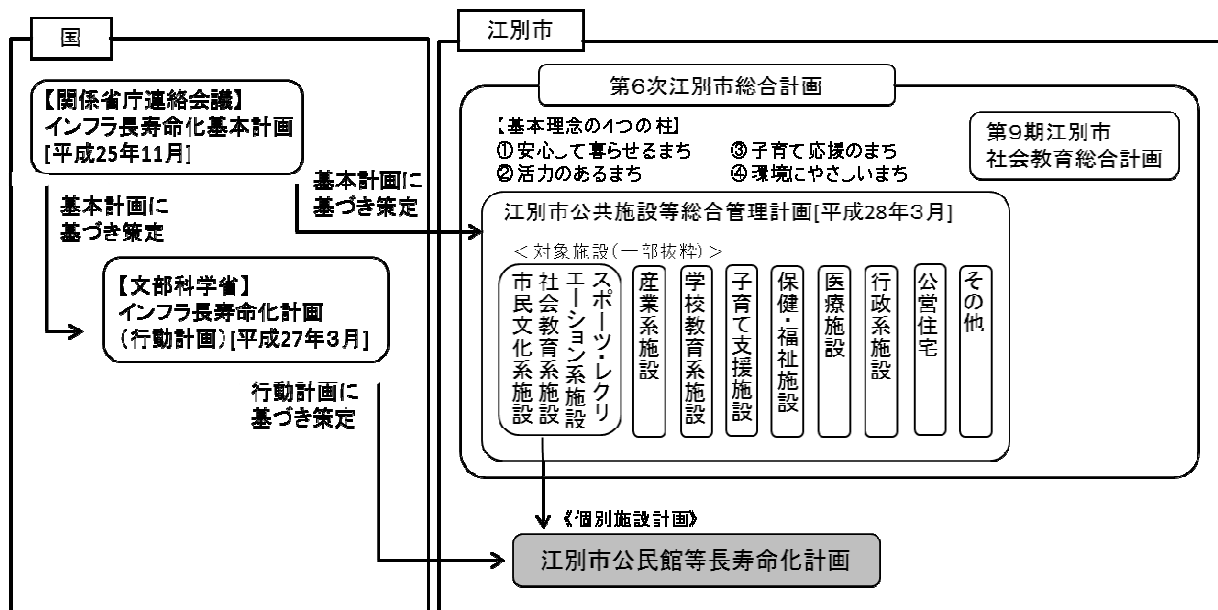 国
【関係省庁連絡会議】
インフラ長寿命化基本計画
[平成25年11月]
基本計画に
基づき策定
基本計画に
基づき策定
【文部科学省】
インフラ長寿命化計画
(行動計画)[平成27年3月]
行動計画に
基づき策定
江別市
第6次江別市総合計画
【基本理念の4つの柱】
①安心して暮らせるまち
③子育て応援のまち
②活力のあるまち
④環境にやさしいまち
第9期江別市
社会教育総合計画
江別市公共施設等総合管理計画[平成28年3月]
<対象施設(一部抜粋)>
スポーツ・レクリ
エーション系施設
社会教育系施設
市民文化系施設
産業系施設
学校教育系施設
子育て支援施設
保健・福祉施設
医療施設
行政系施設
公営住宅
その他
《個別施設計画》
江別市公民館等長寿命化計画